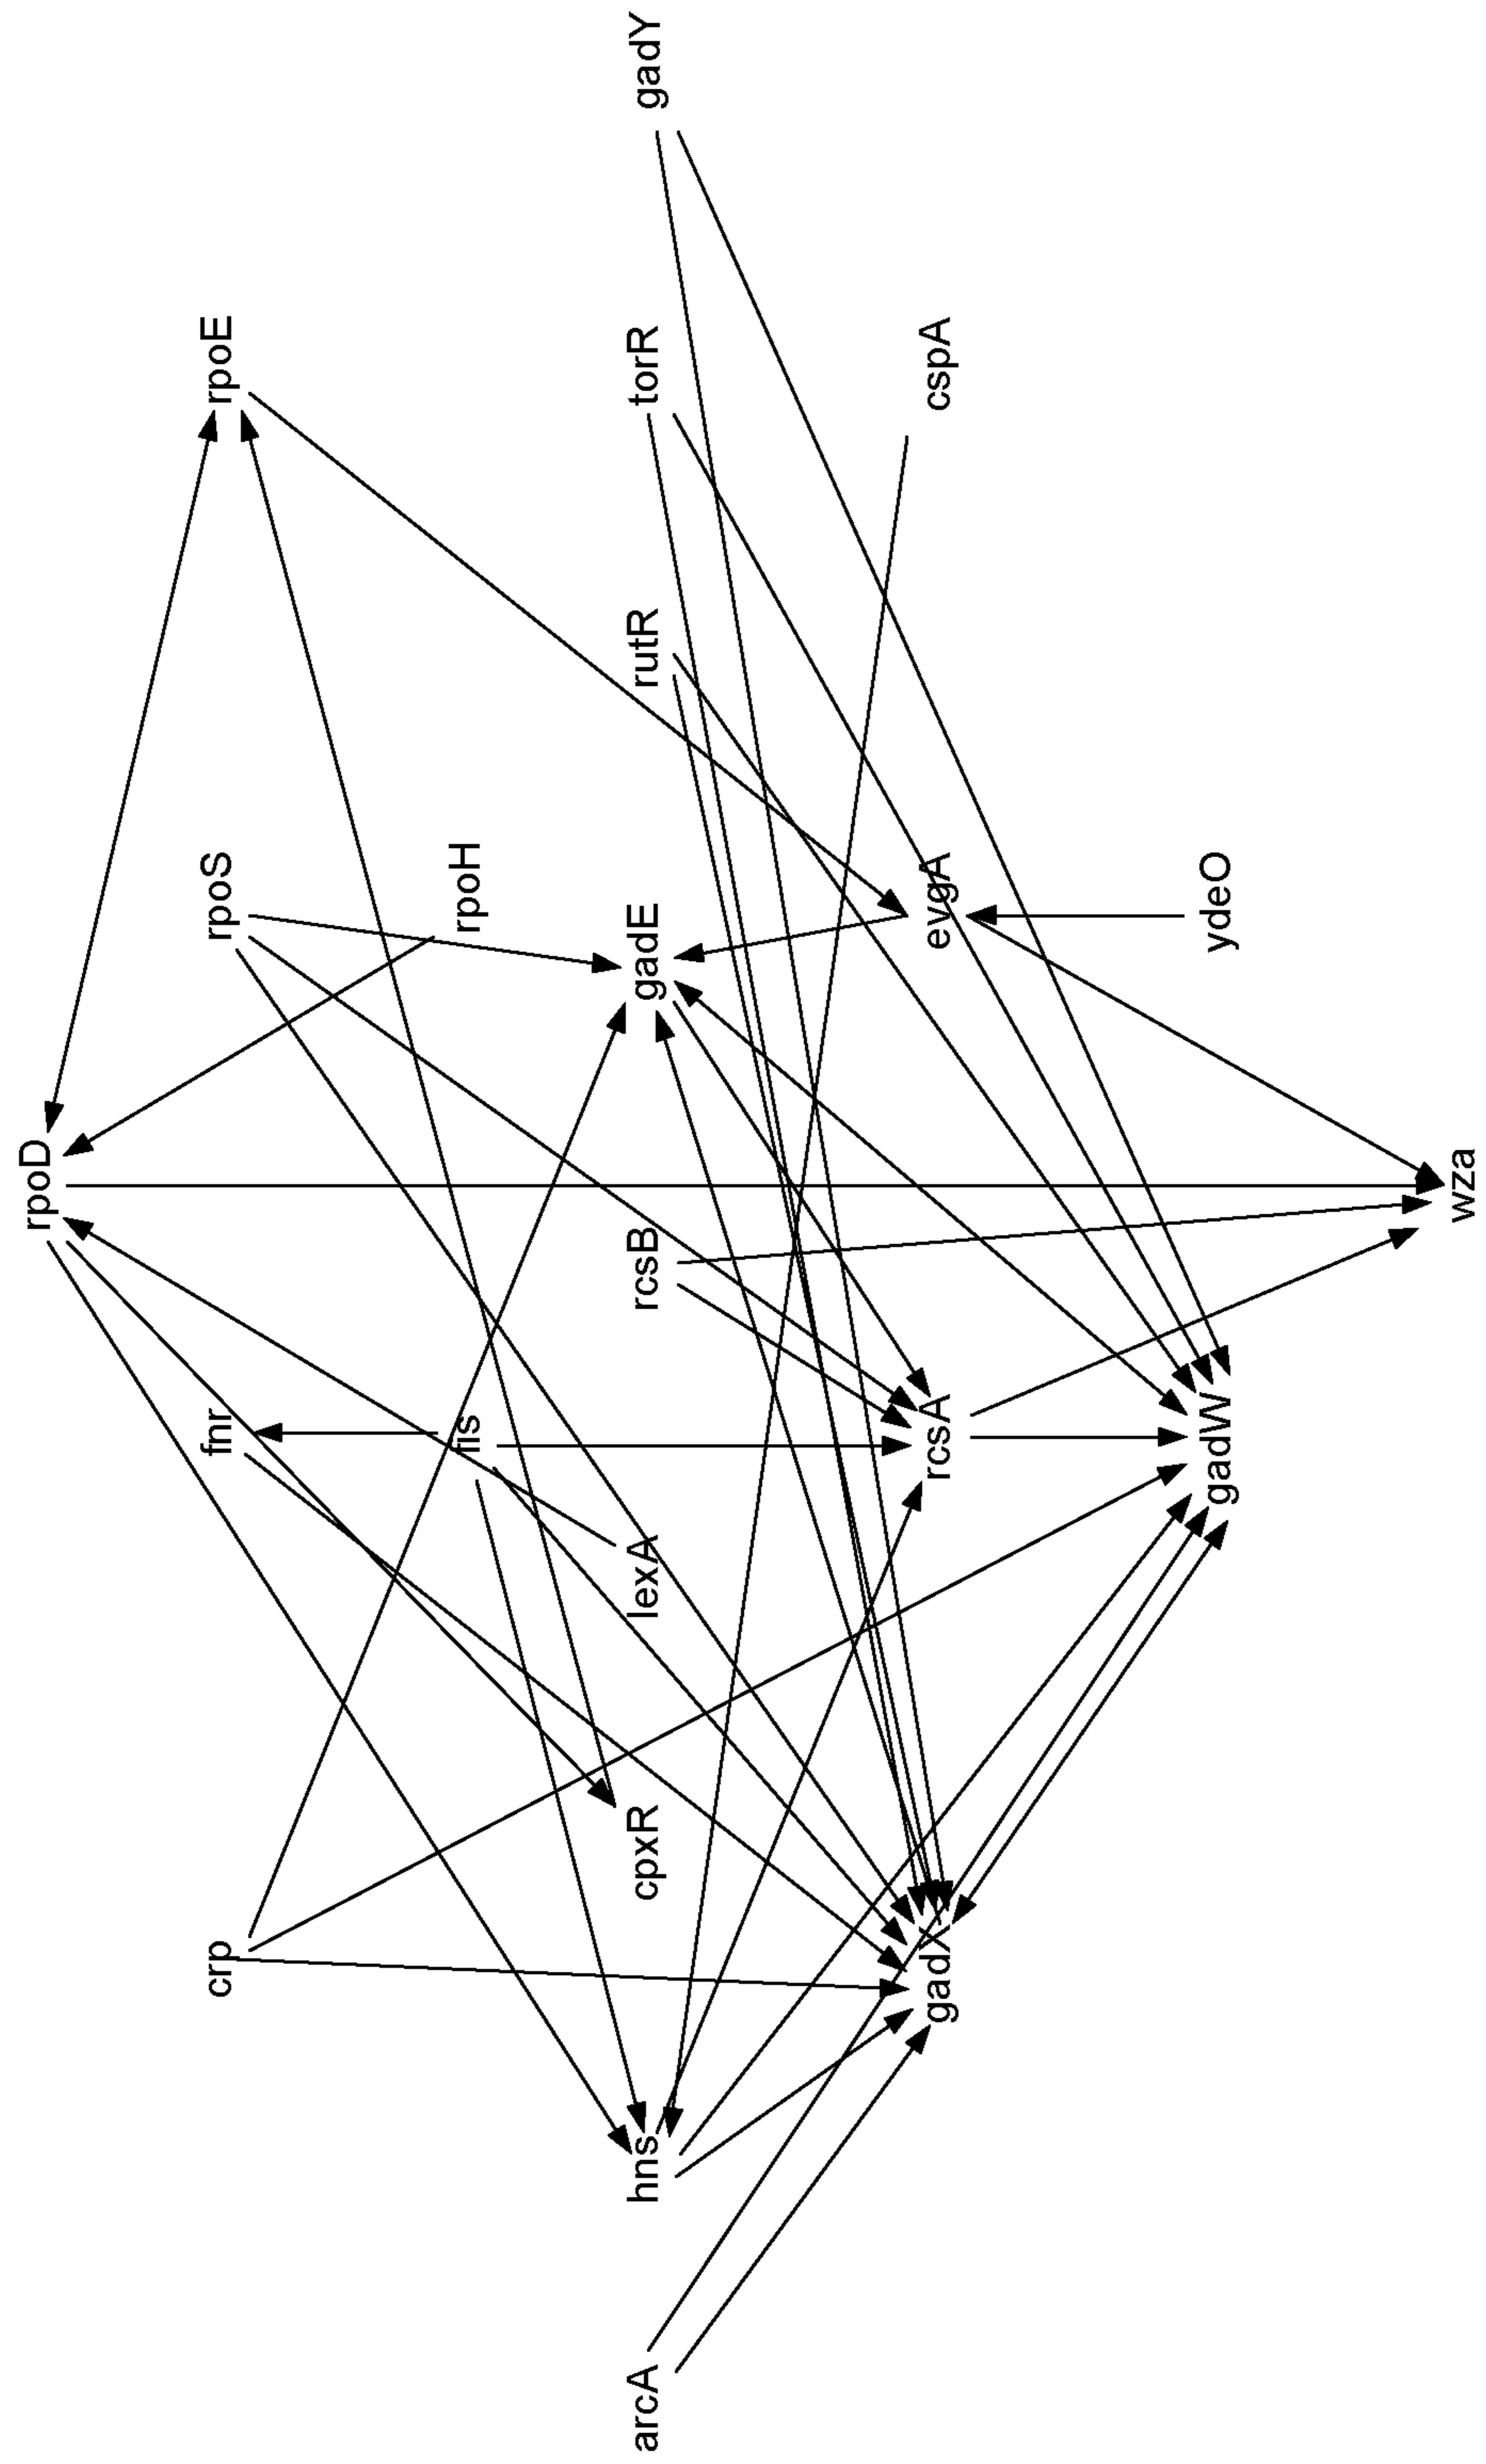 rpoD
crp
fnr
rpoS
rpoE
fis
rpoH
arcA
hns
cpxR
lexA
rcsB
gadE
rutR
torR
gadY
gadX
rcsA
evgA
cspA
gadW
ydeO
wza